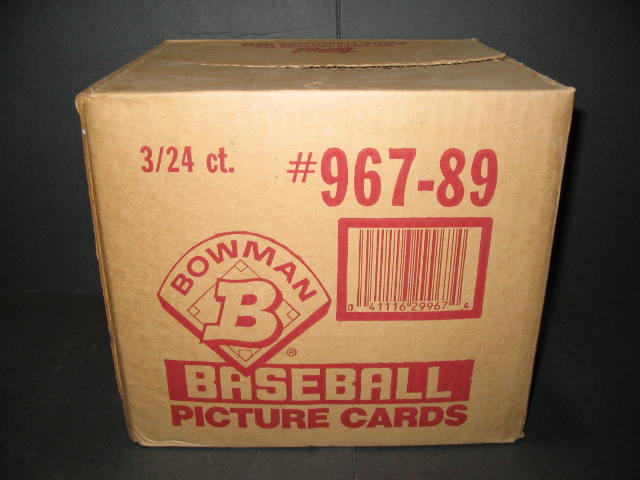 3/24 ct.
#967-89
0 41116 29967 4
BOWMAN
B
®
BASEBALL
PICTURE CARDS